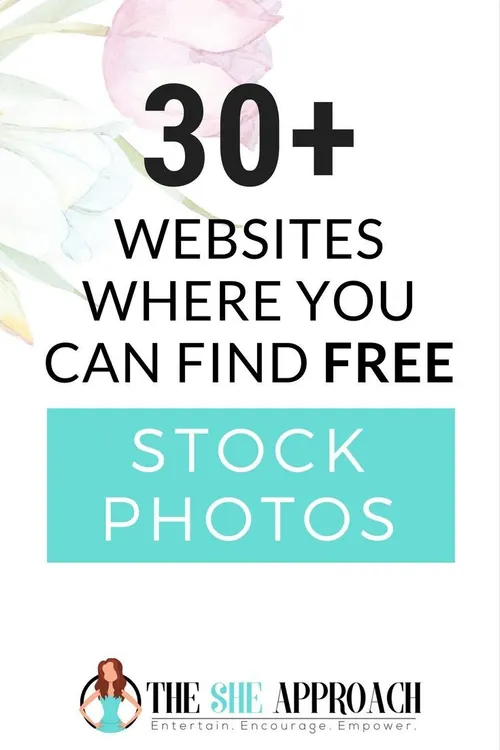 30+
WEBSITES
WHERE YOU
CAN FIND FREE
STOCK
PHOTOS
THE SHE APPROACH
Entertain. Encourage. Empower.